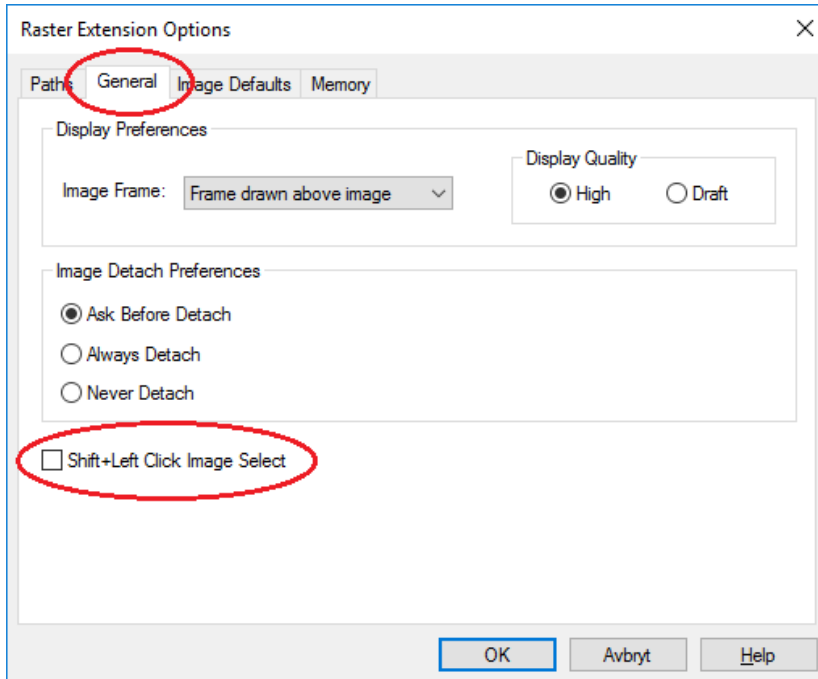 Raster Extension Options
Paths General Image Defaults Memory
Display Preferences
Display Quality
Image Frame: Frame drawn above image High Draft
Image Detach Preferences
Ask Before Detach
Always Detach
Never Detach
Shift+Left Click Image Select
OK Avbryt Help